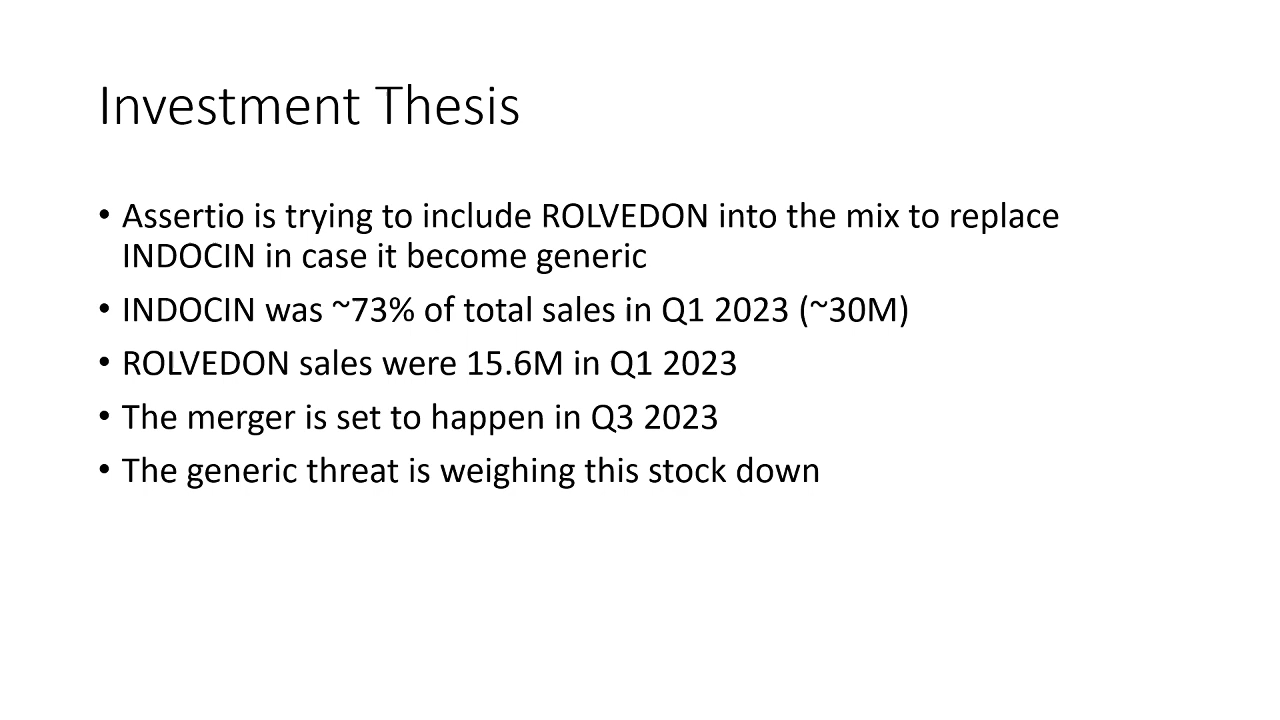 Investment Thesis
• Assertio is trying to include ROLVEDON into the mix to replace
INDOCIN in case it become generic
• INDOCIN was ~73% of total sales in Q1 2023 (~30M)
• ROLVEDON sales were 15.6M in Q1 2023
• The merger is set to happen in Q3 2023
• The generic threat is weighing this stock down